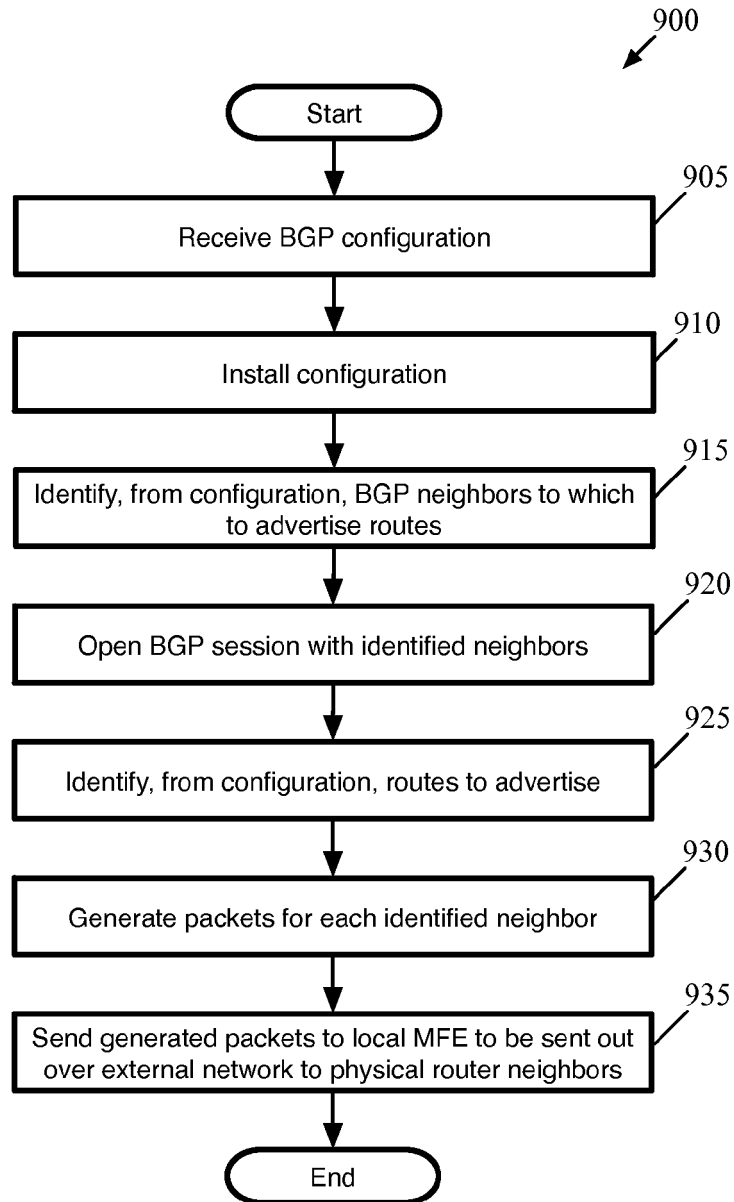 900
Start
905
Receive BGP configuration
910
Install configuration
915
Identify, from configuration, BGP neighbors to which
to advertise routes
920
Open BGP session with identified neighbors
925
Identify, from configuration, routes to advertise
930
Generate packets for each identified neighbor
935
Send generated packets to local MFE to be sent out
over external network to physical router neighbors
End